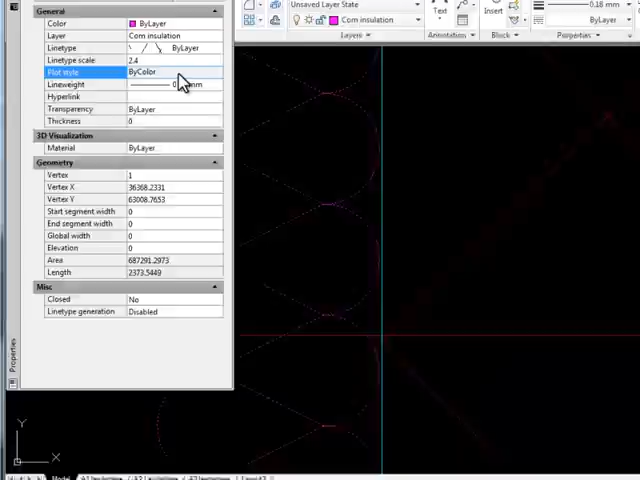 General
Unsaved Layer State
0.18 mm
Color ByLayer
Com insulation
Layer Com insulation
ByLayer
Linetype ByLayer
Layers
Text
Annotation
Linetype scale 2.4
Plot style ByColor
Lineweight mm
Hyperlink
Transparency ByLayer
Thickness 0
3D Visualization
Material ByLayer
Geometry
Vertex 1
Vertex X 36368.2331
Vertex Y 63008.7653
Start segment width 0
End segment width 0
Global width 0
Elevation 0
Area 687291.2973
Length 2373.5449
Misc
Closed No
Linetype generation Disabled
Properties
Y
X
Model